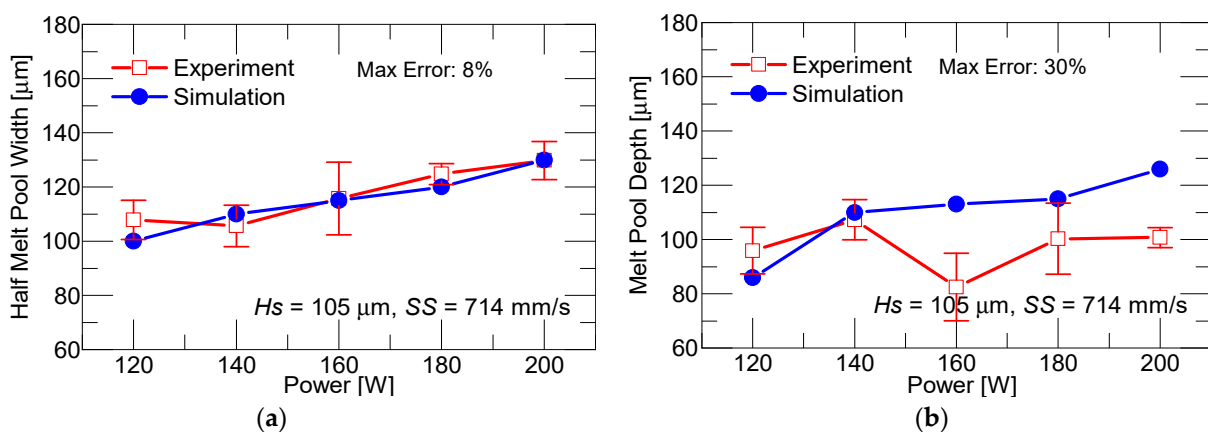 180
160
140
120
100
80
60
Half Melt Pool Width [μm]
Experiment
Simulation
Max Error: 8%
Hs = 105 μm, SS = 714 mm/s
120 140 160 180 200
Power [W]
(a)
180
160
140
120
100
80
60
Melt Pool Depth [μm]
Experiment
Simulation
Max Error: 30%
Hs = 105 μm, SS = 714 mm/s
120 140 160 180 200
Power [W]
(b)